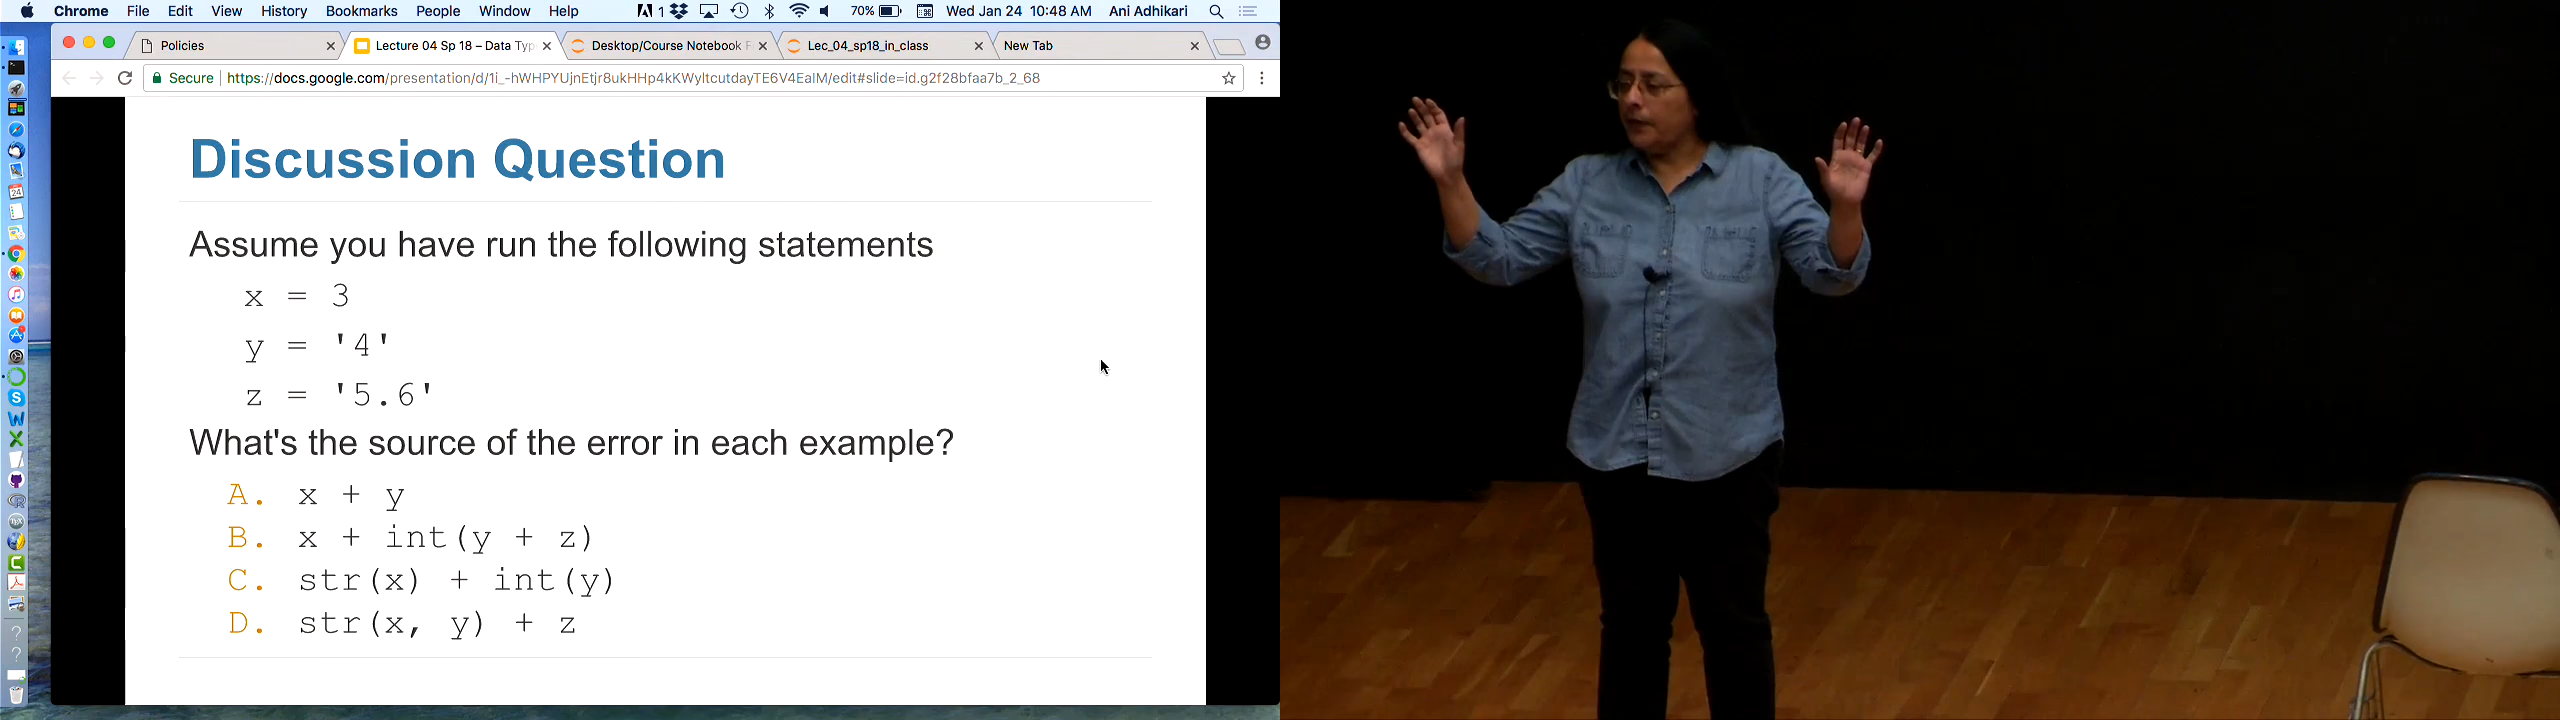 Chrome File Edit View History Bookmarks People Window Help 1 70% Wed Jan 24 10:48 AM Ani Adhikari
Policies Lecture 04 Sp 18 – Data Typ Desktop/Course Notebook F Lec_04_sp18_in_class New Tab
Secure https://docs.google.com/presentation/d/1i_-hWHPYUjnEtjr8ukHHp4kKWyltcutdayTE6V4EaIM/edit#slide=id.g2f28bfaa7b_2_68
Discussion Question
Assume you have run the following statements
x = 3
y = '4'
z = '5.6'
What's the source of the error in each example?
A. x + y
B. x + int(y + z)
C. str(x) + int(y)
D. str(x, y) + z